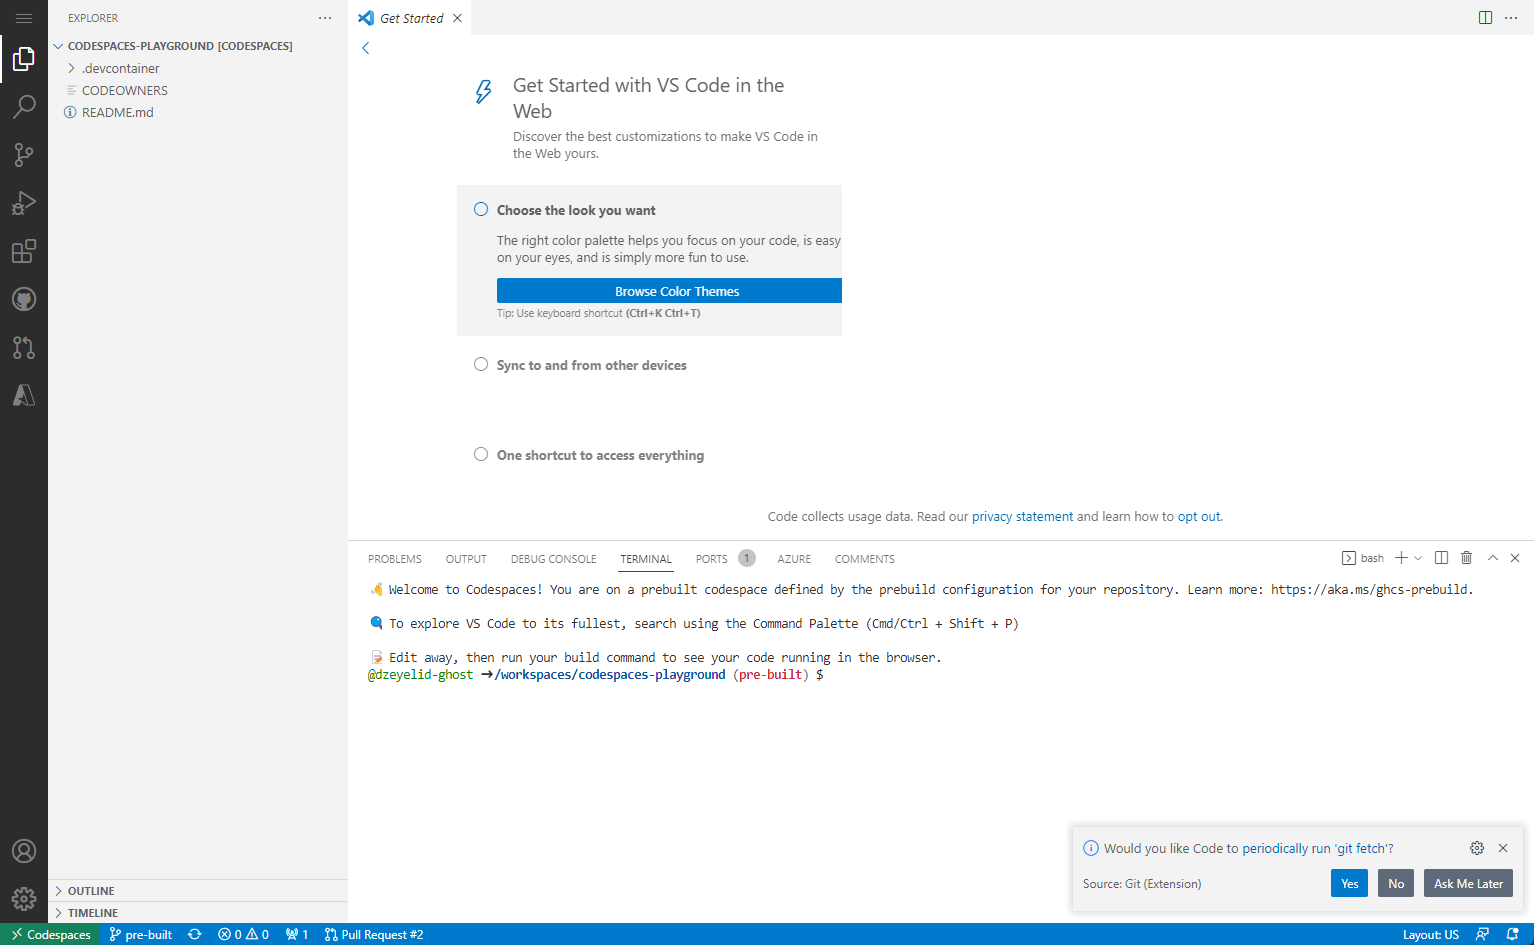 EXPLORER
CODESPACES-PLAYGROUND [CODESPACES]
.devcontainer
CODEOWNERS
README.md
OUTLINE
TIMELINE
Get Started
Get Started with VS Code in the
Web
Discover the best customizations to make VS Code in
the Web yours.
Choose the look you want
The right color palette helps you focus on your code, is easy
on your eyes, and is simply more fun to use.
Browse Color Themes
Tip: Use keyboard shortcut (Ctrl+K Ctrl+T)
Sync to and from other devices
One shortcut to access everything
Code collects usage data. Read our privacy statement and learn how to opt out.
PROBLEMS OUTPUT DEBUG CONSOLE TERMINAL PORTS 1 AZURE COMMENTS bash
Welcome to Codespaces! You are on a prebuilt codespace defined by the prebuild configuration for your repository. Learn more: https://aka.ms/ghcs-prebuild.
To explore VS Code to its fullest, search using the Command Palette (Cmd/Ctrl + Shift + P)
Edit away, then run your build command to see your code running in the browser.
@dzeyelid-ghost ➜/workspaces/codespaces-playground (pre-built) $
Would you like Code to periodically run 'git fetch'?
Source: Git (Extension) Yes No Ask Me Later
Codespaces pre-built 0 0 1 Pull Request #2 Layout: US